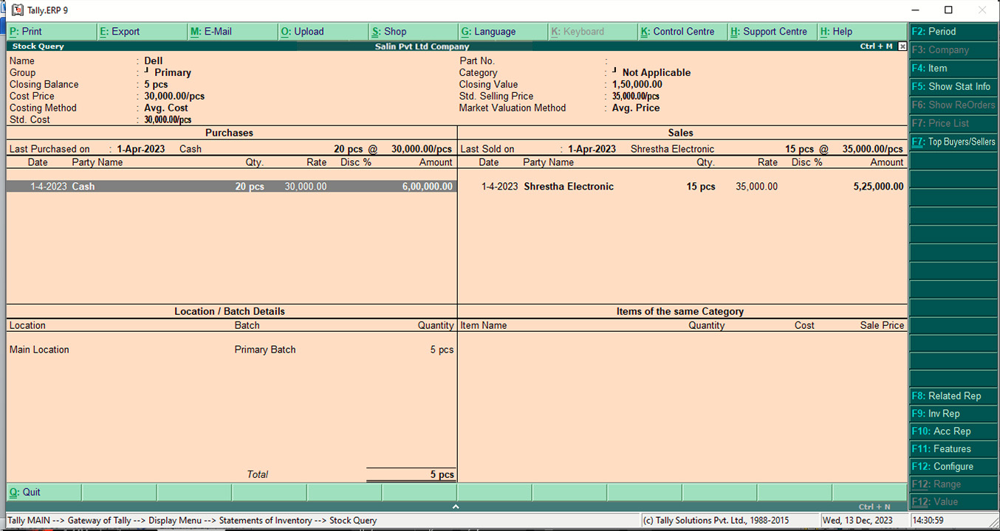 Tally.ERP 9
P: Print E: Export M: E-Mail O: Upload S: Shop G: Language K: Keyboard K: Control Centre H: Support Centre H: Help
Stock Query Salin Pvt Ltd Company Ctrl + M
Name : Dell Part No. :
Group : ┘ Primary Category : ┘ Not Applicable
Closing Balance : 5 pcs Closing Value : 1,50,000.00
Cost Price : 30,000.00/pcs Std. Selling Price : 35,000.00/pcs
Costing Method : Avg. Cost Market Valuation Method : Avg. Price
Std. Cost : 30,000.00/pcs
Purchases Sales
Last Purchased on : 1-Apr-2023 Cash 20 pcs @ 30,000.00/pcs Last Sold on : 1-Apr-2023 Shrestha Electronic 15 pcs @ 35,000.00/pcs
Date Party Name Qty. Rate Disc % Amount Date Party Name Qty. Rate Disc % Amount
1-4-2023 Cash 20 pcs 30,000.00 6,00,000.00 1-4-2023 Shrestha Electronic 15 pcs 35,000.00 5,25,000.00
Location / Batch Details Items of the same Category
Location Batch Quantity Item Name Quantity Cost Sale Price
Main Location Primary Batch 5 pcs
Total 5 pcs
Q: Quit
Ctrl + N
F2: Period
F3: Company
F4: Item
F5: Show Stat Info
F6: Show ReOrders
F7: Price List
F7: Top Buyers/Sellers
F8: Related Rep
F9: Inv Rep
F10: Acc Rep
F11: Features
F12: Configure
F12: Range
F12: Value
Tally MAIN --> Gateway of Tally --> Display Menu --> Statements of Inventory --> Stock Query (c) Tally Solutions Pvt. Ltd., 1988-2015 Wed, 13 Dec, 2023 14:30:59